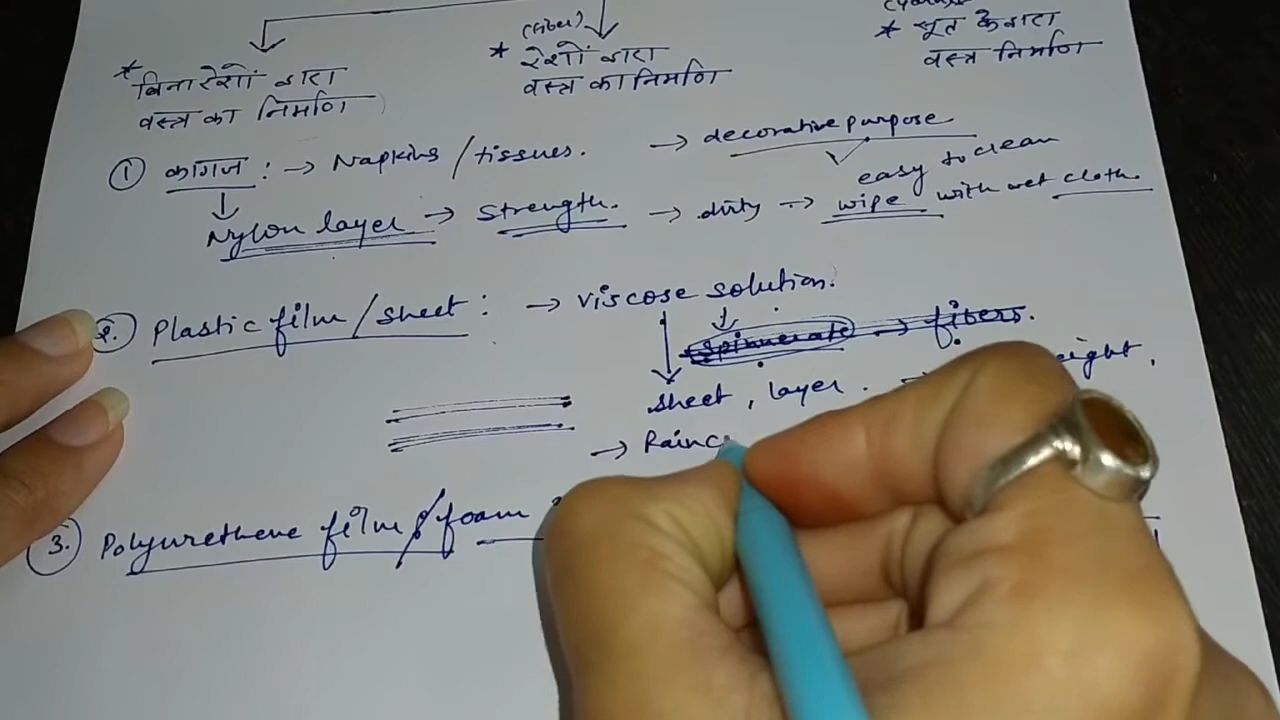 (fiber)
* बिना रेशों द्वारा
वस्त्र का निर्माण
* रेशों द्वारा
वस्त्र का निर्माण
* सूत के द्वारा
वस्त्र निर्माण
① कागज : → Napkins / tissues. → decorative purpose
easy to clean
↓
Nylon layer → strength. → dirty → wipe with wet cloth.
2. Plastic film / sheet : → viscose solution.
↓ spinnerate → fibers.
sheet, layer. →
→ Rainc
3. Polyurethene film / foam